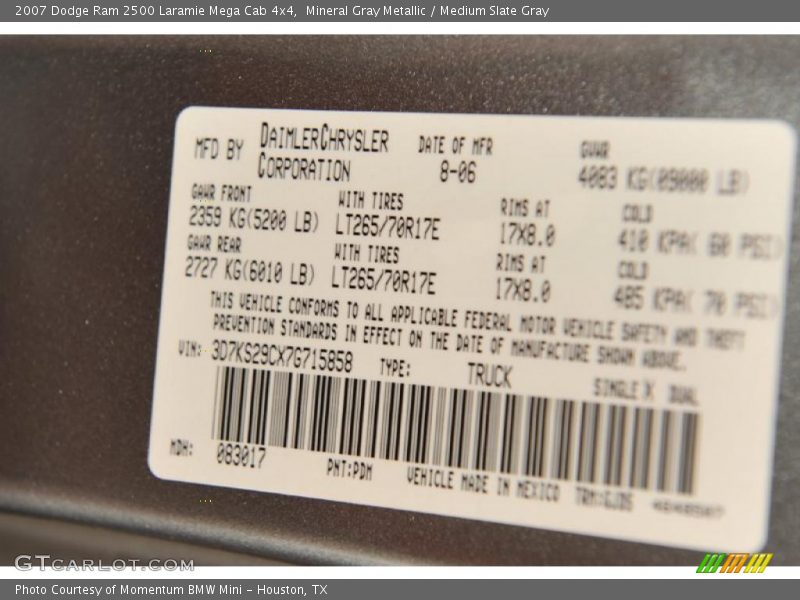 2007 Dodge Ram 2500 Laramie Mega Cab 4x4,  Mineral Gray Metallic / Medium Slate Gray
MFD BY DAIMLERCHRYSLER CORPORATION DATE OF MFR 8-06 GVWR 4083 KG(09000 LB)
GAWR FRONT WITH TIRES RIMS AT COLD
2359 KG(5200 LB) LT265/70R17E 17X8.0 410 KPA( 60 PSI)
GAWR REAR WITH TIRES RIMS AT COLD
2727 KG(6010 LB) LT265/70R17E 17X8.0 485 KPA( 70 PSI)
THIS VEHICLE CONFORMS TO ALL APPLICABLE FEDERAL MOTOR VEHICLE SAFETY AND THEFT
PREVENTION STANDARDS IN EFFECT ON THE DATE OF MANUFACTURE SHOWN ABOVE.
VIN: 3D7KS29CX7G715858 TYPE: TRUCK SINGLE X DUAL
MDH: 083017 PNT:PDM VEHICLE MADE IN MEXICO
GTCARLOT.COM
Photo Courtesy of Momentum BMW Mini - Houston, TX